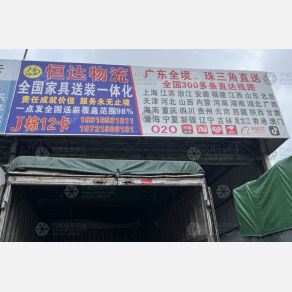 恒达物流
全国家具送装一体化
责任成就价值 服务永无止境
一点发全国送装覆盖范围98%
J栋12卡
广东全境、珠三角直送
全国300多条直达线路
上海 江苏 浙江 安徽 福建 江西 山东 北京
天津 河北 山西 内蒙 河南 湖南 湖北 广西
海南 重庆 四川 贵州 云南 西藏 陕西 甘肃
青海 宁夏 新疆 辽宁 吉林 黑龙江 香港 澳门
O2O